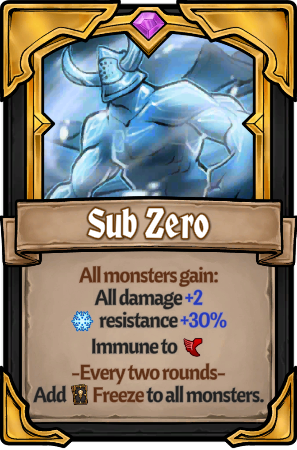 Sub Zero
All monsters gain:
All damage +2
resistance +30%
Immune to
-Every two rounds-
Add Freeze to all monsters.